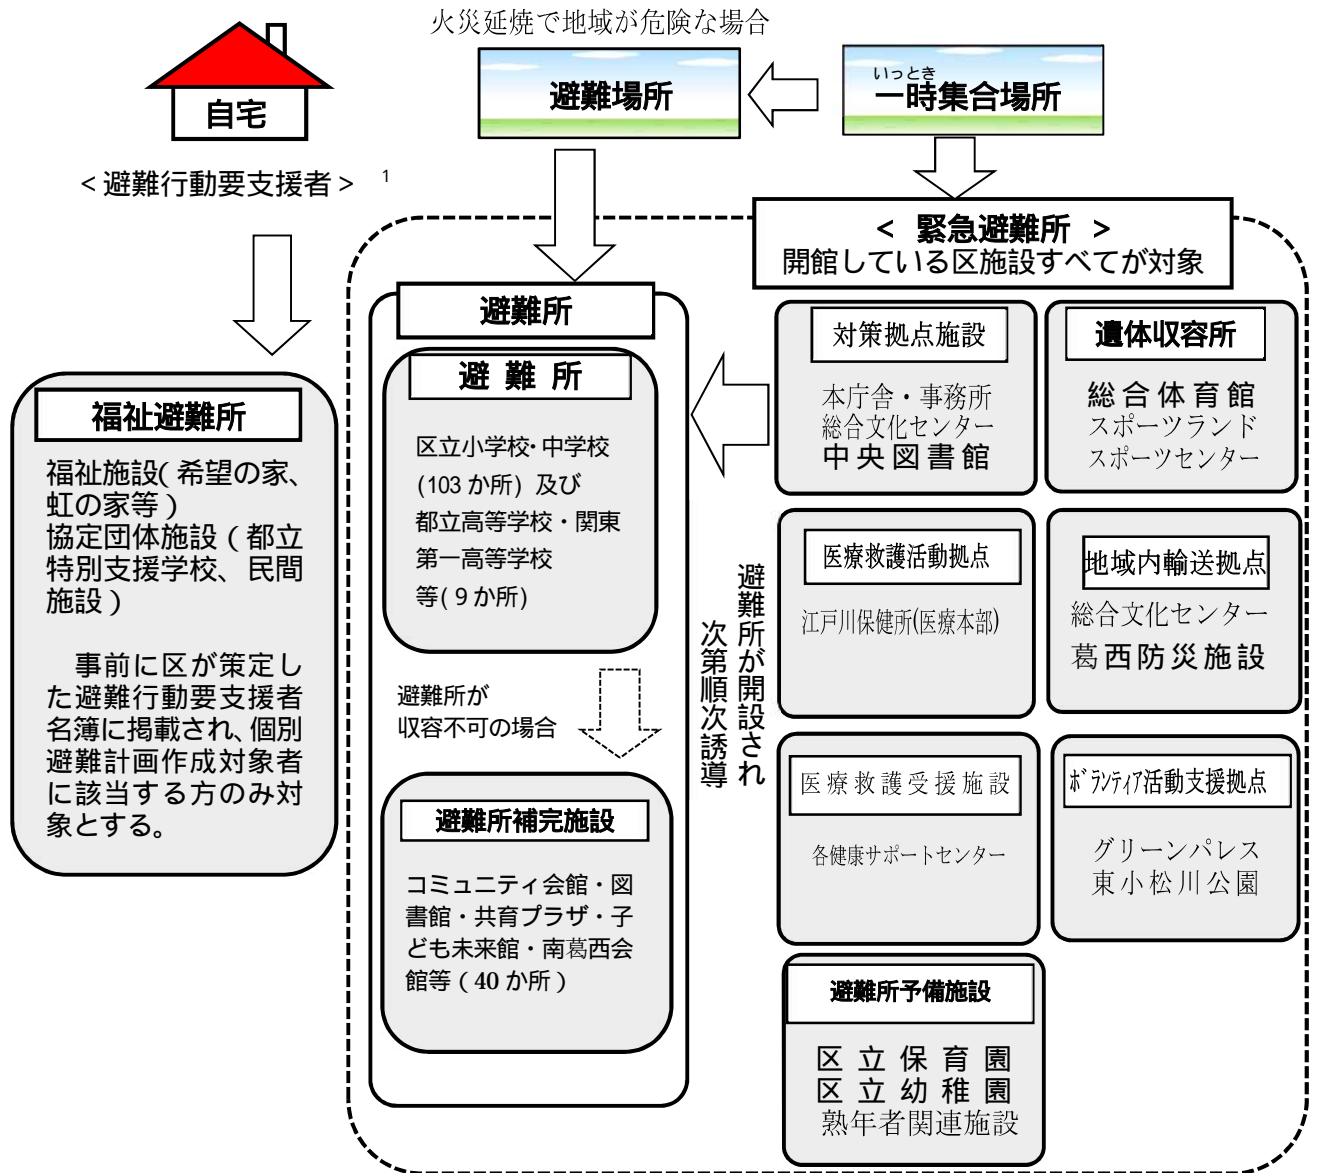 火災延焼で地域が危険な場合
自宅
避難場所
いっとき
一時集合場所
<避難行動要支援者> 1
< 緊急避難所 >
開館している区施設すべてが対象
福祉避難所
福祉施設(希望の家、
虹の家等)
協定団体施設(都立
特別支援学校、民間
施設)
事前に区が策定し
た避難行動要支援者
名簿に掲載され、個別
避難計画作成対象者
に該当する方のみ対
象とする。
避難所
避難所
区立小学校・中学校
(103か所)及び
都立高等学校・関東
第一高等学校
等(9か所)
避難所が
収容不可の場合
避難所補完施設
コミュニティ会館・図
書館・共育プラザ・子
ども未来館・南葛西会
館等(40か所)
避難所が開設され
次第順次誘導
対策拠点施設
本庁舎・事務所
総合文化センター
中央図書館
遺体収容所
総合体育館
スポーツランド
スポーツセンター
医療救護活動拠点
江戸川保健所(医療本部)
地域内輸送拠点
総合文化センター
葛西防災施設
医療救護受援施設
各健康サポートセンター
ボランティア活動支援拠点
グリーンパレス
東小松川公園
避難所予備施設
区立保育園
区立幼稚園
熟年者関連施設